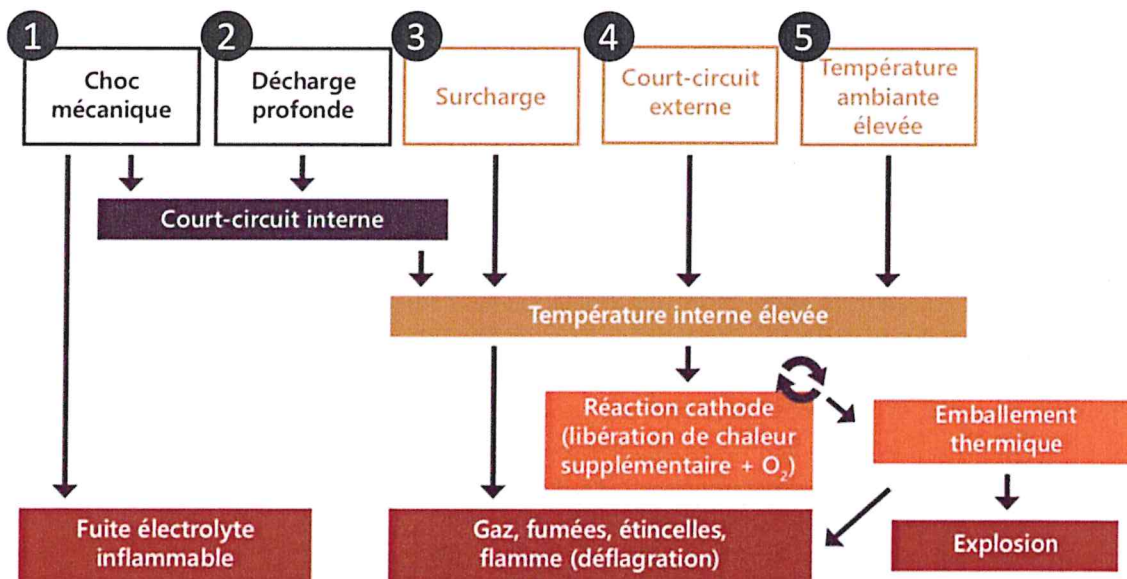 1
Choc
mécanique
2
Décharge
profonde
3
Surcharge
4
Court-circuit
externe
5
Température
ambiante
élevée
Court-circuit interne
Température interne élevée
Réaction cathode
(libération de chaleur
supplémentaire + O₂)
Emballement
thermique
Fuite électrolyte
inflammable
Gaz, fumées, étincelles,
flamme (déflagration)
Explosion